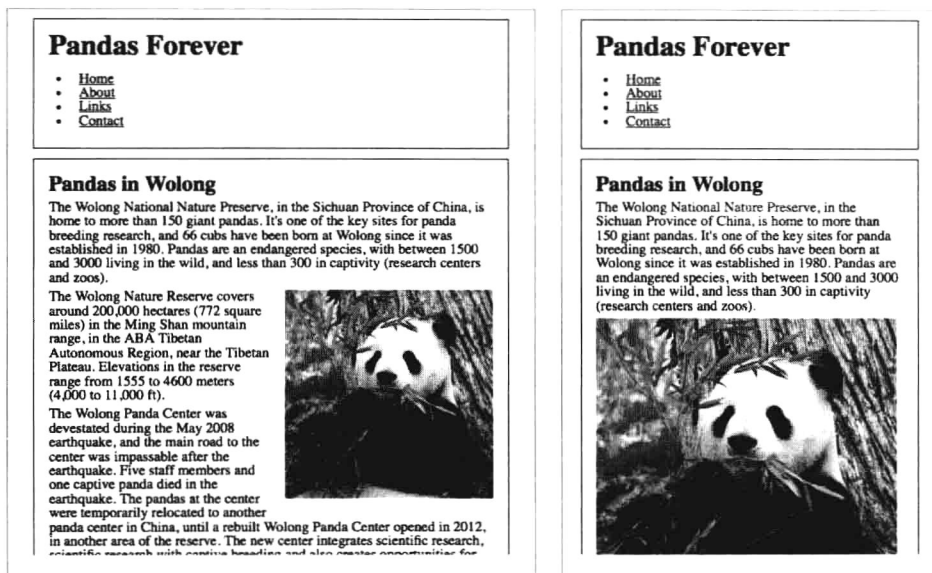 Pandas Forever
• Home
• About
• Links
• Contact
Pandas in Wolong
The Wolong National Nature Preserve, in the Sichuan Province of China, is
home to more than 150 giant pandas. It's one of the key sites for panda
breeding research, and 66 cubs have been born at Wolong since it was
established in 1980. Pandas are an endangered species, with between 1500
and 3000 living in the wild, and less than 300 in captivity (research centers
and zoos).
The Wolong Nature Reserve covers
around 200,000 hectares (772 square
miles) in the Ming Shan mountain
range, in the ABA Tibetan
Autonomous Region, near the Tibetan
Plateau. Elevations in the reserve
range from 1555 to 4600 meters
(4,000 to 11,000 ft).
The Wolong Panda Center was
devestated during the May 2008
earthquake, and the main road to the
center was impassable after the
earthquake. Five staff members and
one captive panda died in the
earthquake. The pandas at the center
were temporarily relocated to another
panda center in China, until a rebuilt Wolong Panda Center opened in 2012,
in another area of the reserve. The new center integrates scientific research,
scientific research with captive breeding and also creates opportunities for
Pandas Forever
• Home
• About
• Links
• Contact
Pandas in Wolong
The Wolong National Nature Preserve, in the
Sichuan Province of China, is home to more than
150 giant pandas. It's one of the key sites for panda
breeding research, and 66 cubs have been born at
Wolong since it was established in 1980. Pandas are
an endangered species, with between 1500 and 3000
living in the wild, and less than 300 in captivity
(research centers and zoos).